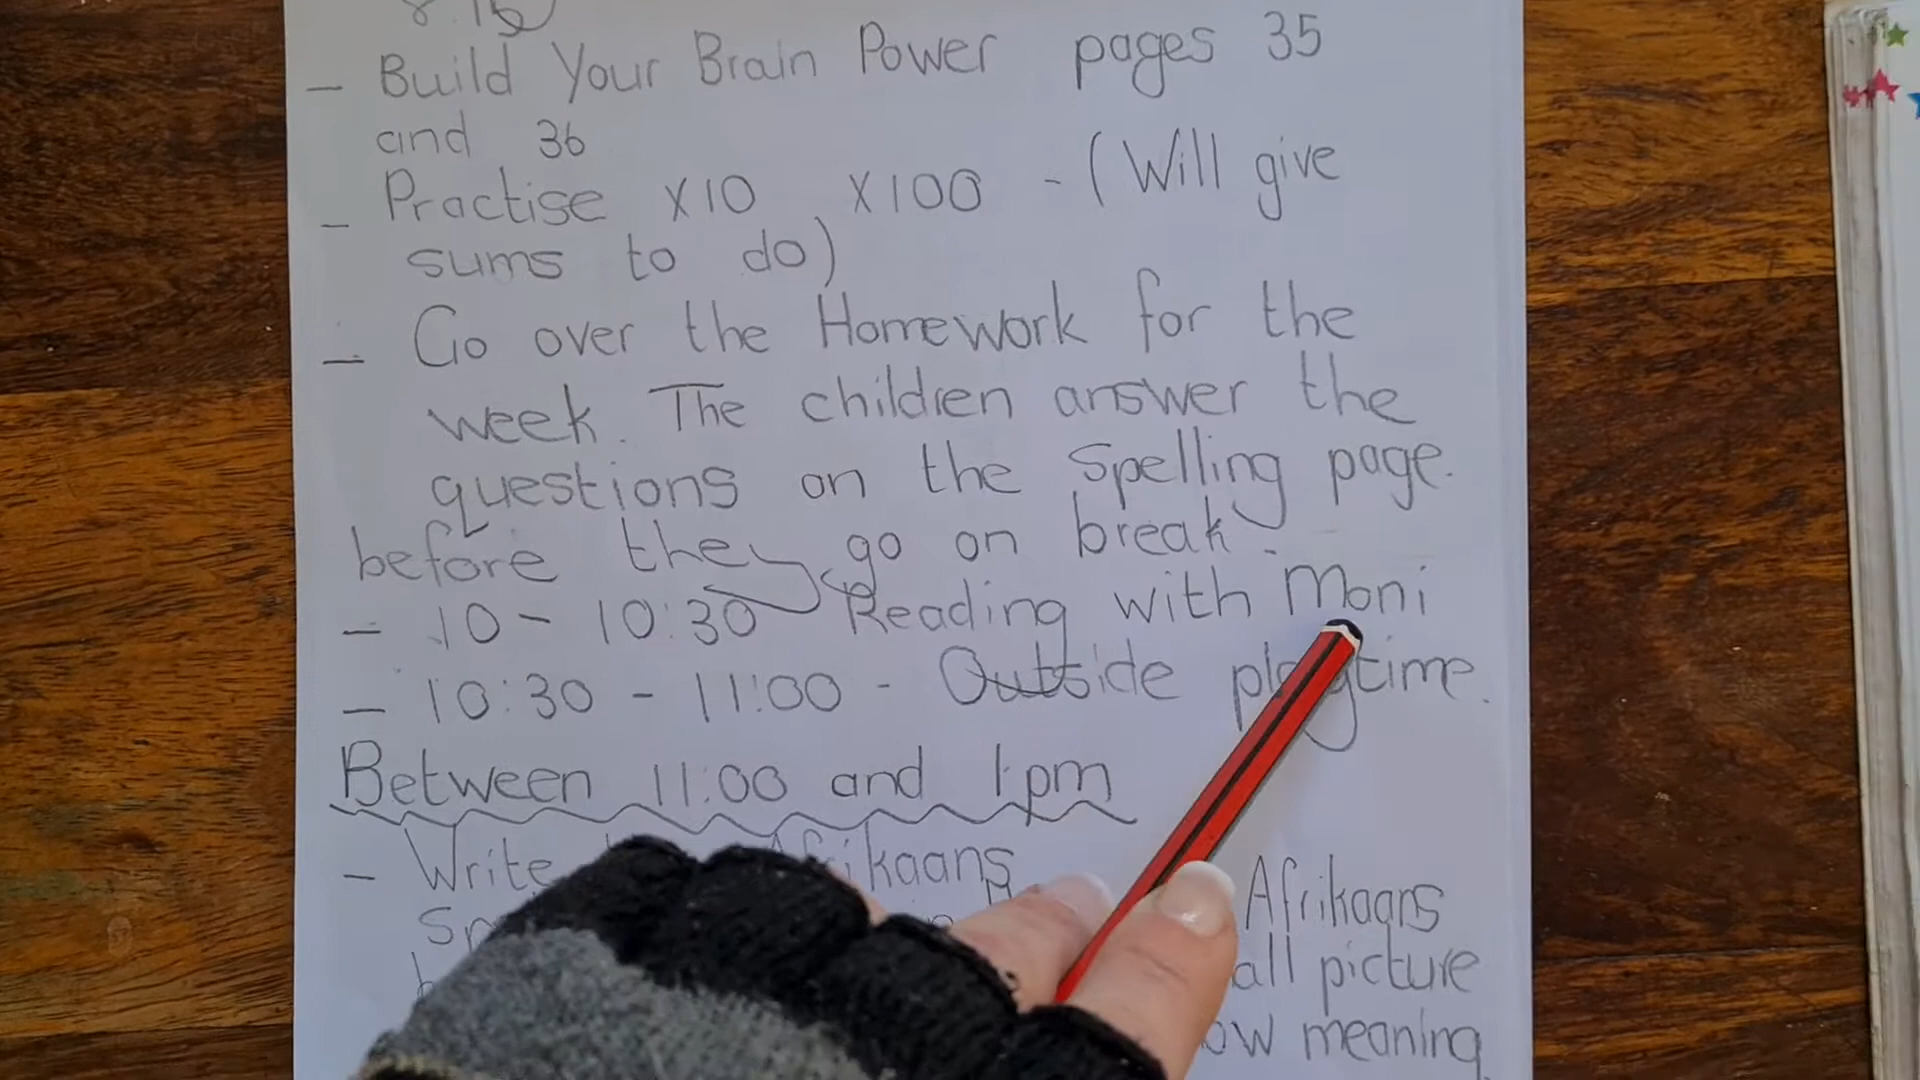 - Build Your Brain Power pages 35
and 36
- Practise X10 X100 - (Will give
sums to do)
- Go over the Homework for the
week. The children answer the
questions on the Spelling page.
before they go on break.
- 10 - 10:30 Reading with Moni
- 10:30 - 11:00 - Outside playtime.
Between 11:00 and 1pm
- Write Afrikaans
Afrikaans
picture
meaning